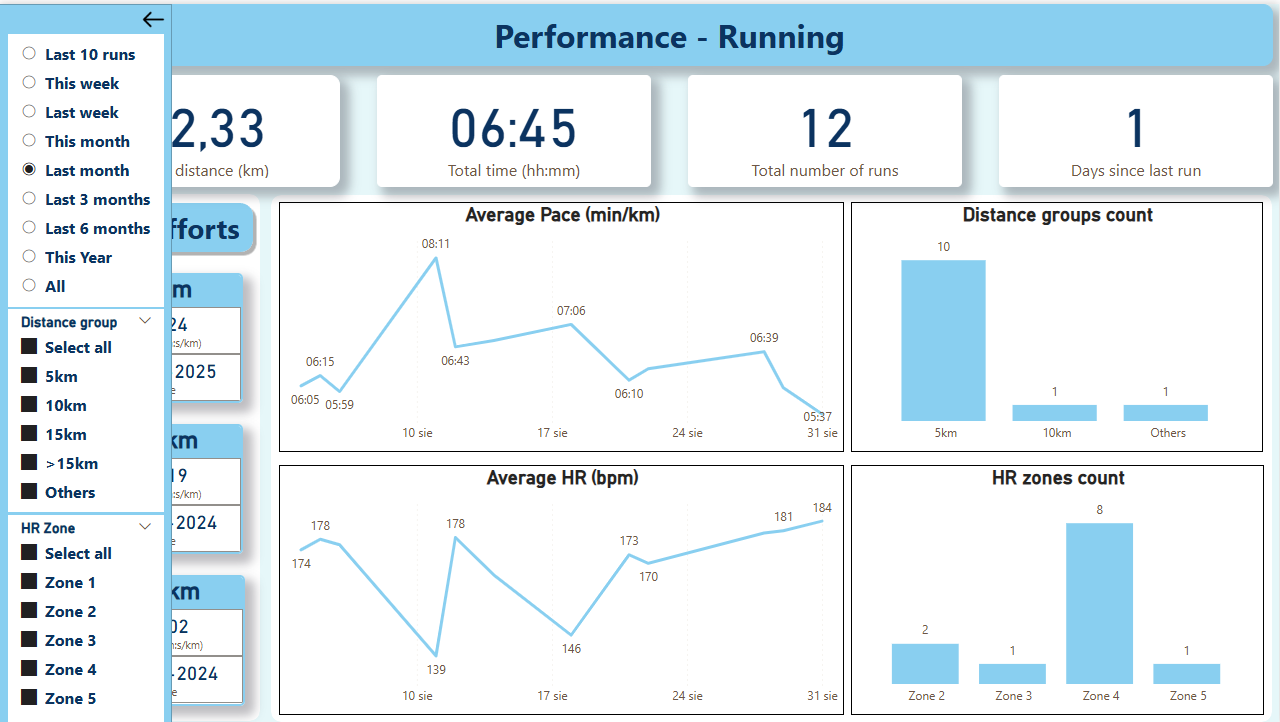 Performance - Running
Last 10 runs
This week
Last week
This month
Last month
Last 3 months
Last 6 months
This Year
All
Distance group
Select all
5km
10km
15km
>15km
Others
HR Zone
Select all
Zone 1
Zone 2
Zone 3
Zone 4
Zone 5
2,33
distance (km)
06:45
Total time (hh:mm)
12
Total number of runs
1
Days since last run
fforts
m
24
:s/km)
2025
e
km
19
:s/km)
-2024
e
km
02
n:s/km)
-2024
te
Average Pace (min/km)
08:11
07:06
06:39
06:15
06:43
06:10
06:05
05:59
05:37
10 sie
17 sie
24 sie
31 sie
Distance groups count
10
1
1
5km
10km
Others
Average HR (bpm)
184
181
178
178
173
174
170
146
139
10 sie
17 sie
24 sie
31 sie
HR zones count
8
2
1
1
Zone 2
Zone 3
Zone 4
Zone 5